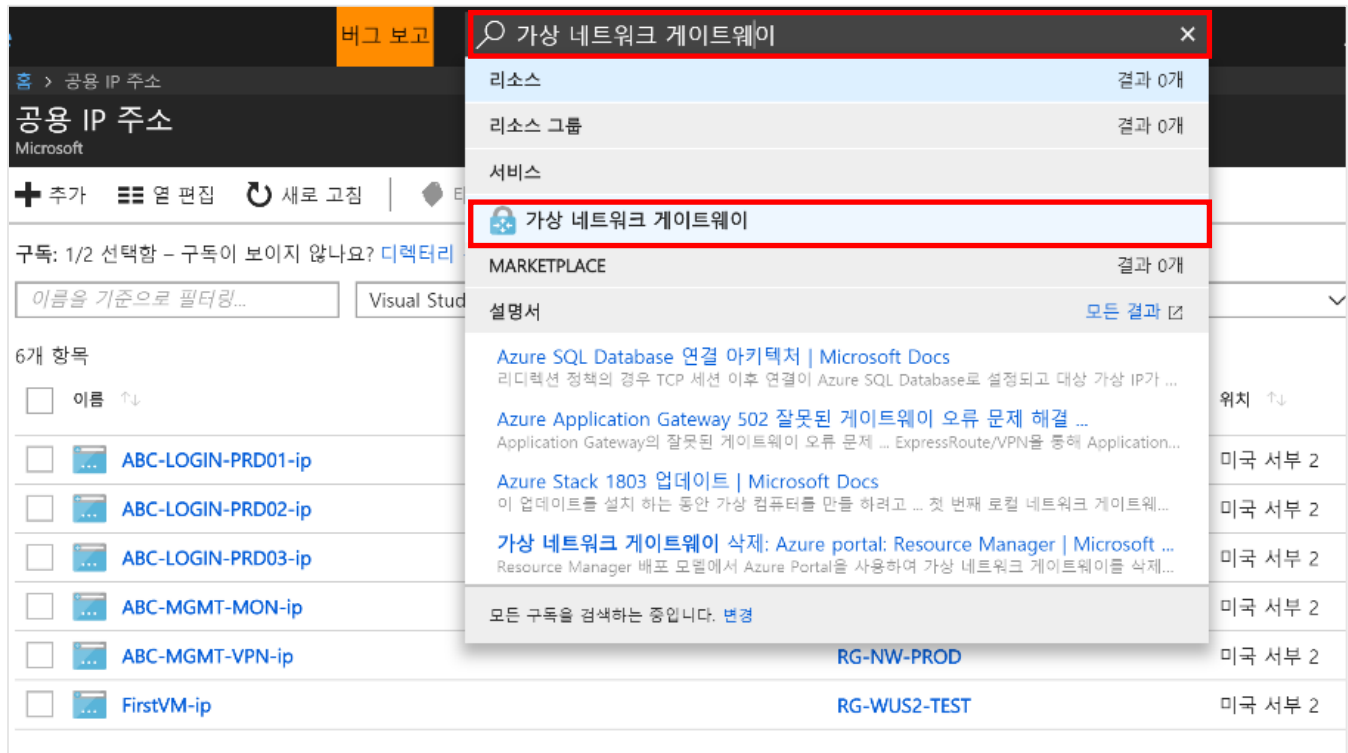 버그 보고
가상 네트워크 게이트웨이
홈 > 공용 IP 주소
공용 IP 주소
Microsoft
리소스 결과 0개
리소스 그룹 결과 0개
서비스
가상 네트워크 게이트웨이
MARKETPLACE 결과 0개
설명서 모든 결과
Azure SQL Database 연결 아키텍처 | Microsoft Docs
리디렉션 정책의 경우 TCP 세션 이후 연결이 Azure SQL Database로 설정되고 대상 가상 IP가 ...
Azure Application Gateway 502 잘못된 게이트웨이 오류 문제 해결 ...
Application Gateway의 잘못된 게이트웨이 오류 문제 ... ExpressRoute/VPN을 통해 Application...
Azure Stack 1803 업데이트 | Microsoft Docs
이 업데이트를 설치 하는 동안 가상 컴퓨터를 만들 하려고 ... 첫 번째 로컬 네트워크 게이트웨...
가상 네트워크 게이트웨이 삭제: Azure portal: Resource Manager | Microsoft ...
Resource Manager 배포 모델에서 Azure Portal을 사용하여 가상 네트워크 게이트웨이를 삭제...
모든 구독을 검색하는 중입니다. 변경
추가 열 편집 새로 고침
구독: 1/2 선택함 – 구독이 보이지 않나요? 디렉터리
이름을 기준으로 필터링... Visual Stud
6개 항목
이름 위치
ABC-LOGIN-PRD01-ip 미국 서부 2
ABC-LOGIN-PRD02-ip 미국 서부 2
ABC-LOGIN-PRD03-ip 미국 서부 2
ABC-MGMT-MON-ip 미국 서부 2
ABC-MGMT-VPN-ip RG-NW-PROD 미국 서부 2
FirstVM-ip RG-WUS2-TEST 미국 서부 2